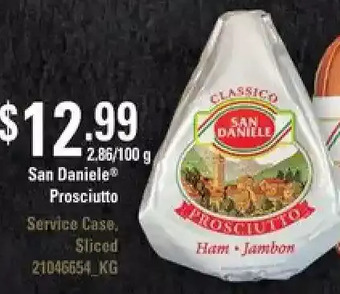 $12.99
2.86/100 g
San Daniele®
Prosciutto
Service Case,
Sliced
21046654_KG
CLASSICO
SAN
DANIELE
PROSCIUTTO
Ham • Jambon